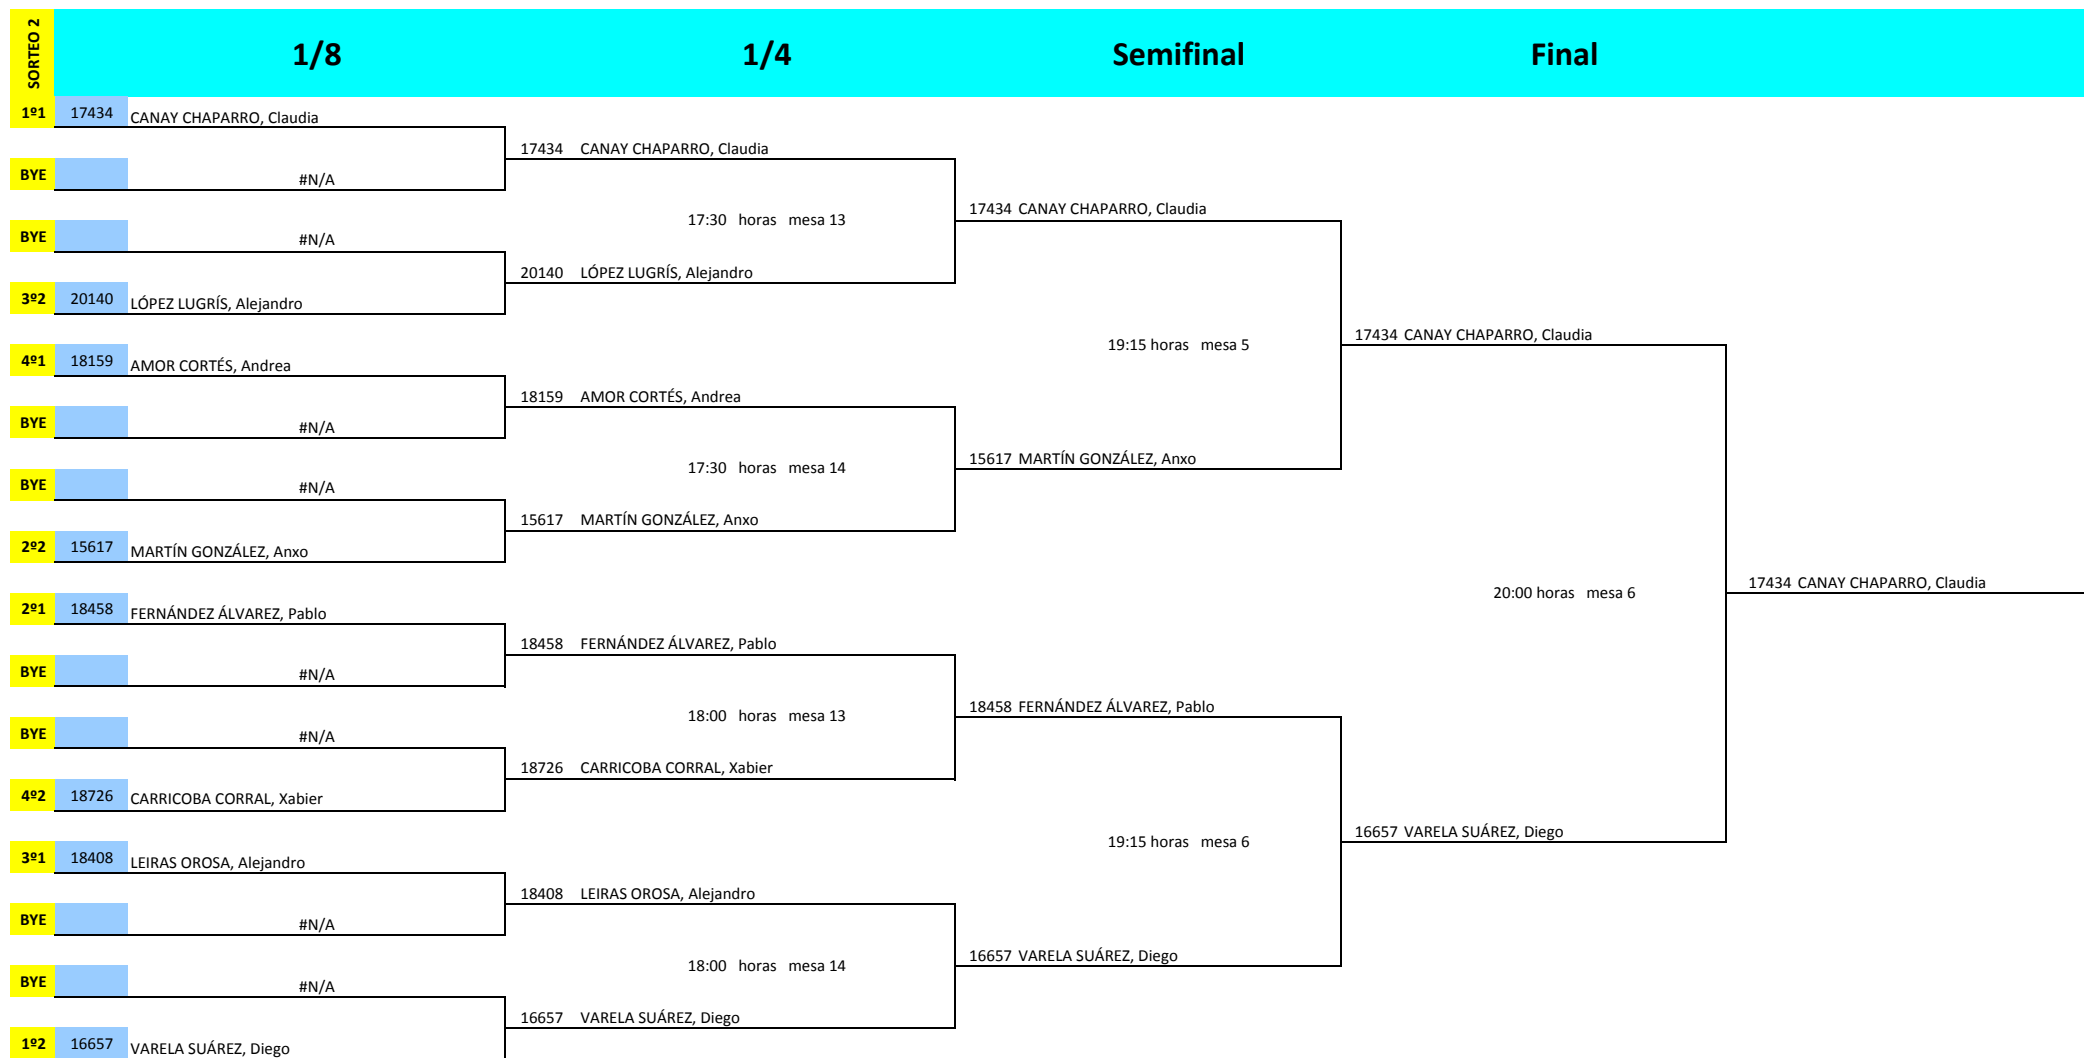 SORTEO 2
1/8 1/4 Semifinal Final
1º1 17434 CANAY CHAPARRO, Claudia
17434 CANAY CHAPARRO, Claudia
BYE #N/A
17434 CANAY CHAPARRO, Claudia
17:30 horas mesa 13
BYE #N/A
20140 LÓPEZ LUGRÍS, Alejandro
3º2 20140 LÓPEZ LUGRÍS, Alejandro
17434 CANAY CHAPARRO, Claudia
19:15 horas mesa 5
4º1 18159 AMOR CORTÉS, Andrea
18159 AMOR CORTÉS, Andrea
BYE #N/A
15617 MARTÍN GONZÁLEZ, Anxo
17:30 horas mesa 14
BYE #N/A
15617 MARTÍN GONZÁLEZ, Anxo
2º2 15617 MARTÍN GONZÁLEZ, Anxo
17434 CANAY CHAPARRO, Claudia
20:00 horas mesa 6
2º1 18458 FERNÁNDEZ ÁLVAREZ, Pablo
18458 FERNÁNDEZ ÁLVAREZ, Pablo
BYE #N/A
18458 FERNÁNDEZ ÁLVAREZ, Pablo
18:00 horas mesa 13
BYE #N/A
18726 CARRICOBA CORRAL, Xabier
4º2 18726 CARRICOBA CORRAL, Xabier
16657 VARELA SUÁREZ, Diego
19:15 horas mesa 6
3º1 18408 LEIRAS OROSA, Alejandro
18408 LEIRAS OROSA, Alejandro
BYE #N/A
16657 VARELA SUÁREZ, Diego
18:00 horas mesa 14
BYE #N/A
16657 VARELA SUÁREZ, Diego
1º2 16657 VARELA SUÁREZ, Diego